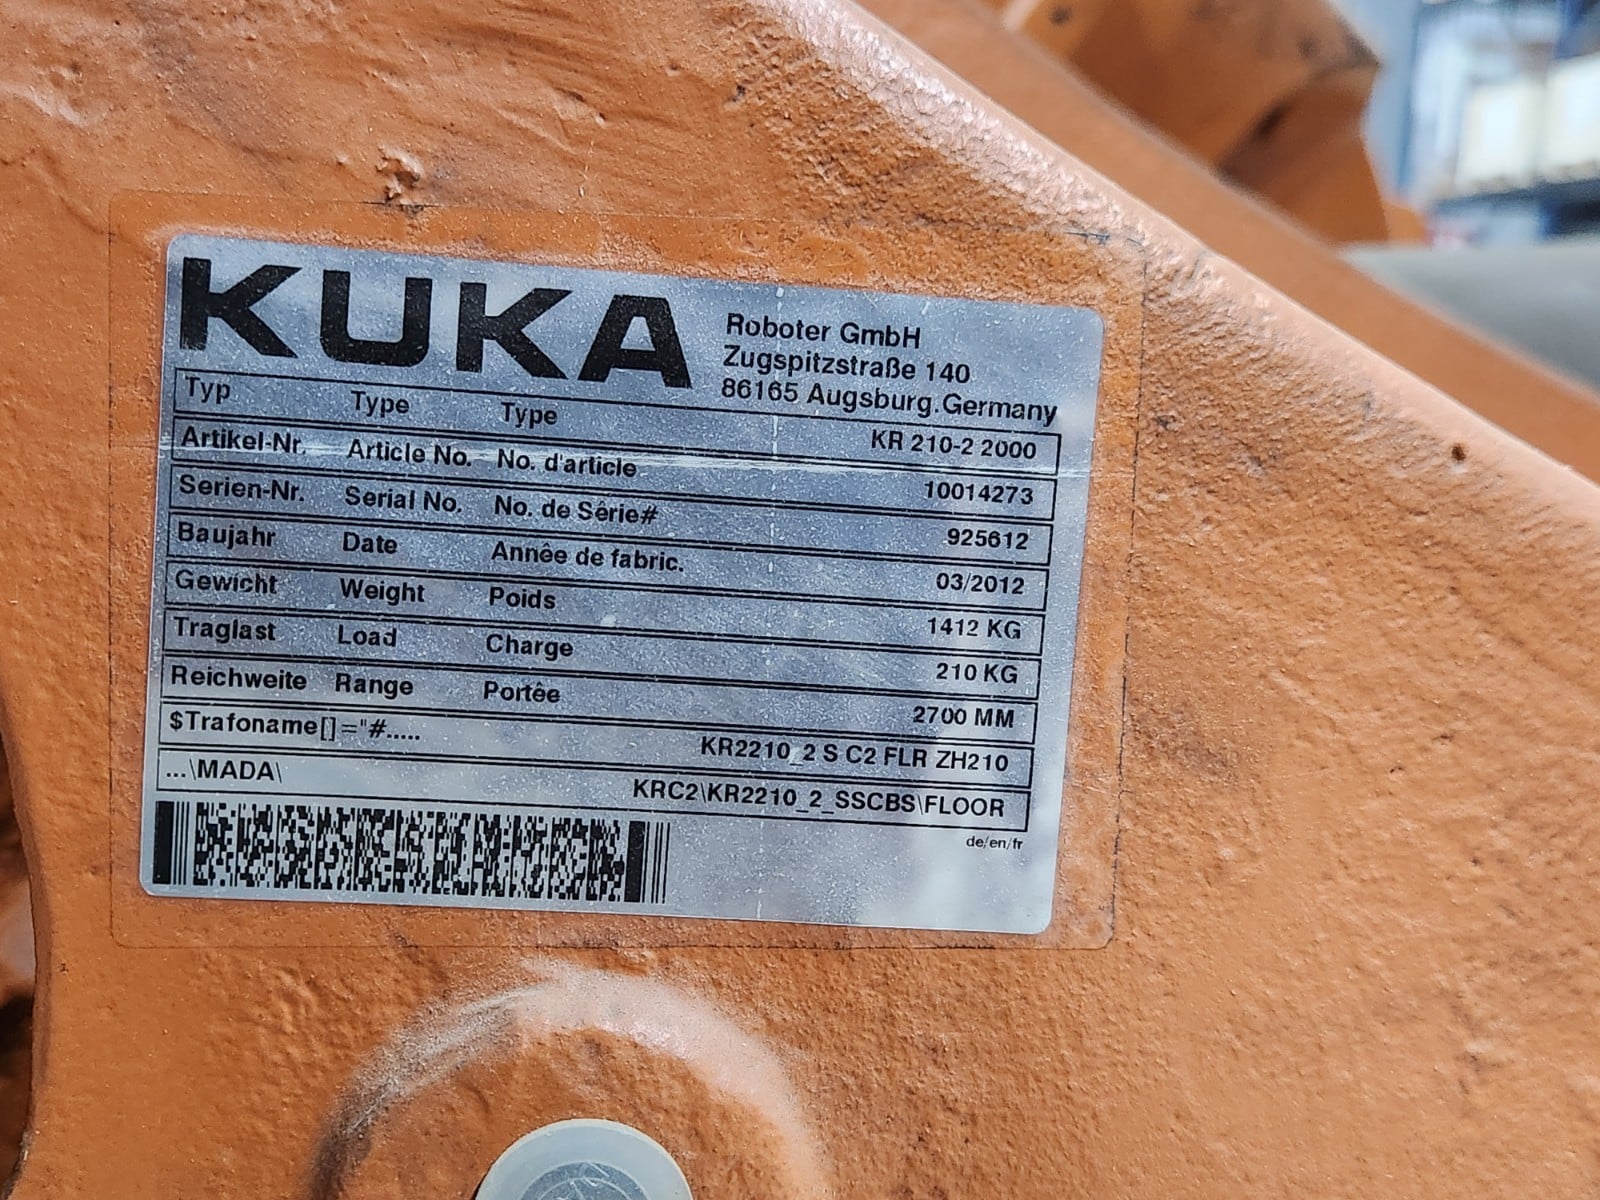 KUKA
Roboter GmbH
Zugspitzstraße 140
86165 Augsburg.Germany
Typ Type Type KR 210-2 2000
Artikel-Nr. Article No. No. d'article 10014273
Serien-Nr. Serial No. No. de Sêrie# 925612
Baujahr Date Annêe de fabric. 03/2012
Gewicht Weight Poids 1412 KG
Traglast Load Charge 210 KG
Reichweite Range Portêe 2700 MM
$Trafoname[]="#..... KR2210_2 S C2 FLR ZH210
...\MADA\ KRC2\KR2210_2_SSCBS\FLOOR
de/en/fr